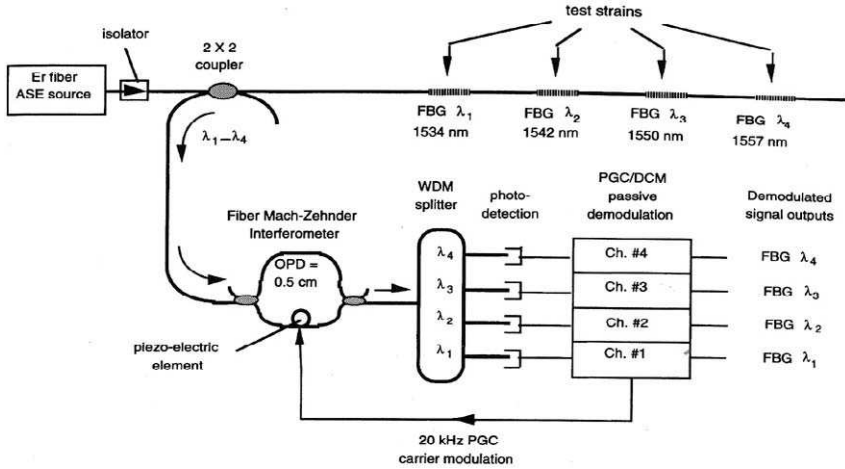 test strains
isolator
2 X 2
coupler
Er fiber
ASE source
FBG λ1
1534 nm
FBG λ2
1542 nm
FBG λ3
1550 nm
FBG λ4
1557 nm
λ1–λ4
WDM
splitter
photo-
detection
PGC/DCM
passive
demodulation
Demodulated
signal outputs
Fiber Mach-Zehnder
Interferometer
OPD =
0.5 cm
λ4
Ch. #4
FBG λ4
λ3
Ch. #3
FBG λ3
λ2
Ch. #2
FBG λ2
λ1
Ch. #1
FBG λ1
piezo-electric
element
20 kHz PGC
carrier modulation